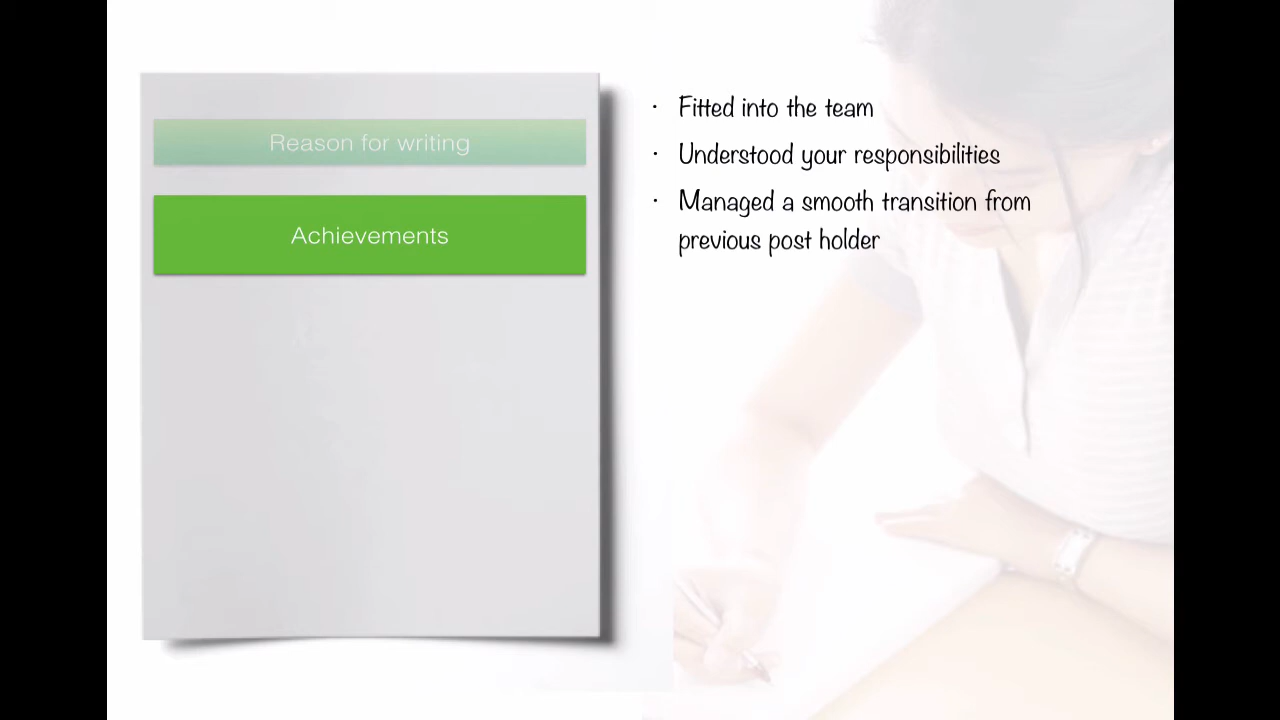 Reason for writing
Achievements
· Fitted into the team
· Understood your responsibilities
· Managed a smooth transition from
previous post holder